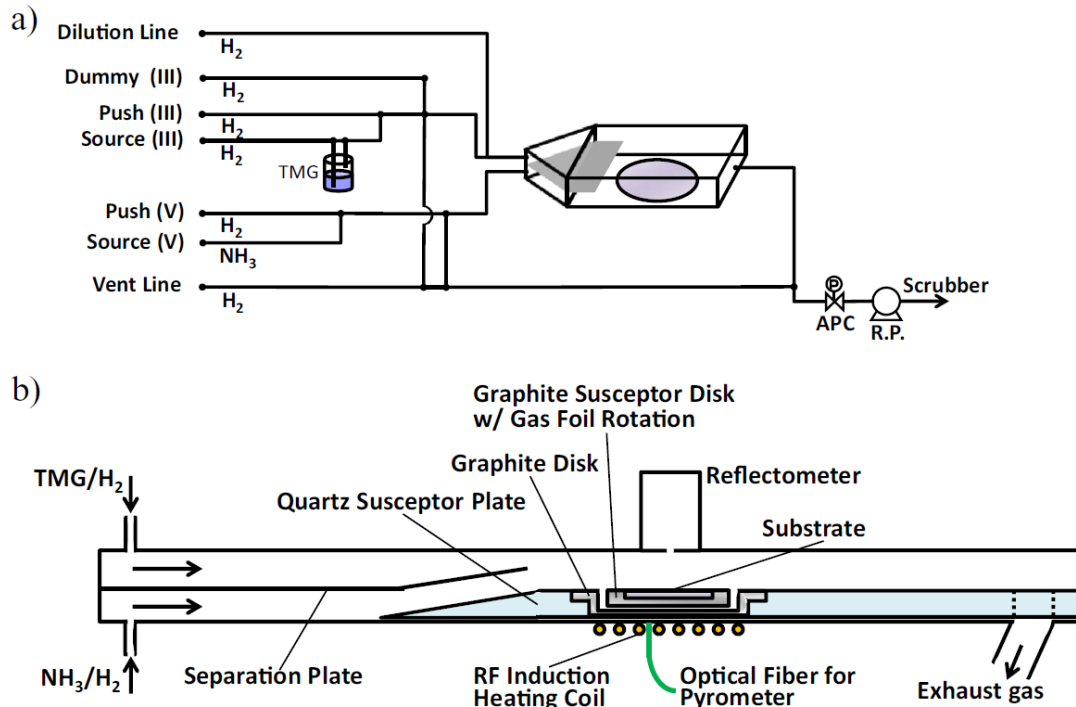 a)
Dilution Line
H2
Dummy (III)
H2
Push (III)
H2
Source (III)
H2
TMG
Push (V)
H2
Source (V)
NH3
Vent Line
H2
P
APC
R.P.
Scrubber
b)
Graphite Susceptor Disk
w/ Gas Foil Rotation
Graphite Disk
Reflectometer
TMG/H2
Quartz Susceptor Plate
Substrate
NH3/H2
Separation Plate
RF Induction
Heating Coil
Optical Fiber for
Pyrometer
Exhaust gas